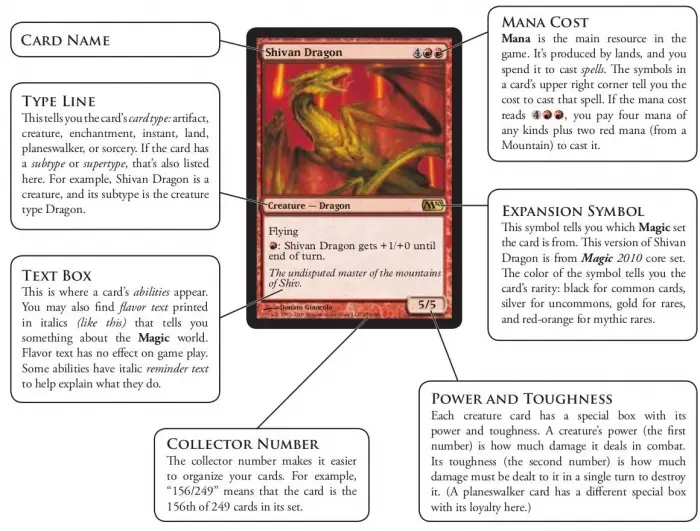 CARD NAME
TYPE LINE
This tells you the card's card type: artifact,
creature, enchantment, instant, land,
planeswalker, or sorcery. If the card has
a subtype or supertype, that's also listed
here. For example, Shivan Dragon is a
creature, and its subtype is the creature
type Dragon.
TEXT BOX
This is where a card's abilities appear.
You may also find flavor text printed
in italics (like this) that tells you
something about the Magic world.
Flavor text has no effect on game play.
Some abilities have italic reminder text
to help explain what they do.
Shivan Dragon 4
Creature — Dragon
M10
Flying
: Shivan Dragon gets +1/+0 until
end of turn.
The undisputed master of the mountains
of Shiv.
Donato Giancola
5/5
MANA COST
Mana is the main resource in the
game. It's produced by lands, and you
spend it to cast spells. The symbols in
a card's upper right corner tell you the
cost to cast that spell. If the mana cost
reads 4, you pay four mana of
any kinds plus two red mana (from a
Mountain) to cast it.
EXPANSION SYMBOL
This symbol tells you which Magic set
the card is from. This version of Shivan
Dragon is from Magic 2010 core set.
The color of the symbol tells you the
card's rarity: black for common cards,
silver for uncommons, gold for rares,
and red-orange for mythic rares.
COLLECTOR NUMBER
The collector number makes it easier
to organize your cards. For example,
“156/249” means that the card is the
156th of 249 cards in its set.
POWER AND TOUGHNESS
Each creature card has a special box with its
power and toughness. A creature's power (the first
number) is how much damage it deals in combat.
Its toughness (the second number) is how much
damage must be dealt to it in a single turn to destroy
it. (A planeswalker card has a different special box
with its loyalty here.)